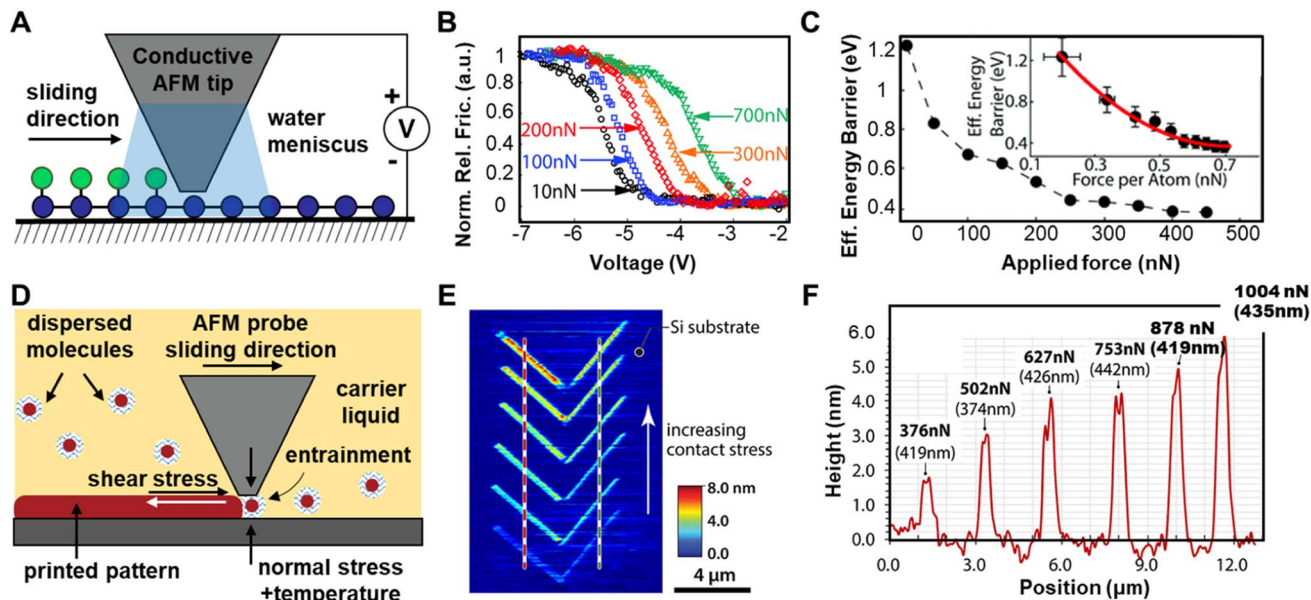 A
Conductive
AFM tip
sliding
direction
water
meniscus
+
V
-
B
Norm. Rel. Fric. (a.u.)
1
0.8
0.6
0.4
0.2
0
700nN
200nN
300nN
100nN
10nN
-7
-6
-5
-4
-3
-2
Voltage (V)
C
Eff. Energy Barrier (eV)
1.2
1
0.8
0.6
0.4
0
100
200
300
400
500
Applied force (nN)
Eff. Energy
Barrier (eV)
1.2
0.8
0.4
0.1
0.3
0.5
0.7
Force per Atom (nN)
D
dispersed
molecules
AFM probe
sliding direction
carrier
liquid
entrainment
shear stress
printed pattern
normal stress
+temperature
E
Si substrate
increasing
contact stress
8.0 nm
4.0
0.0
4 μm
F
Height (nm)
6.0
5.0
4.0
3.0
2.0
1.0
0.0
376nN
(419nm)
502nN
(374nm)
627nN
(426nm)
753nN
(442nm)
878 nN
(419nm)
1004 nN
(435nm)
0.0
3.0
6.0
9.0
12.0
Position (μm)